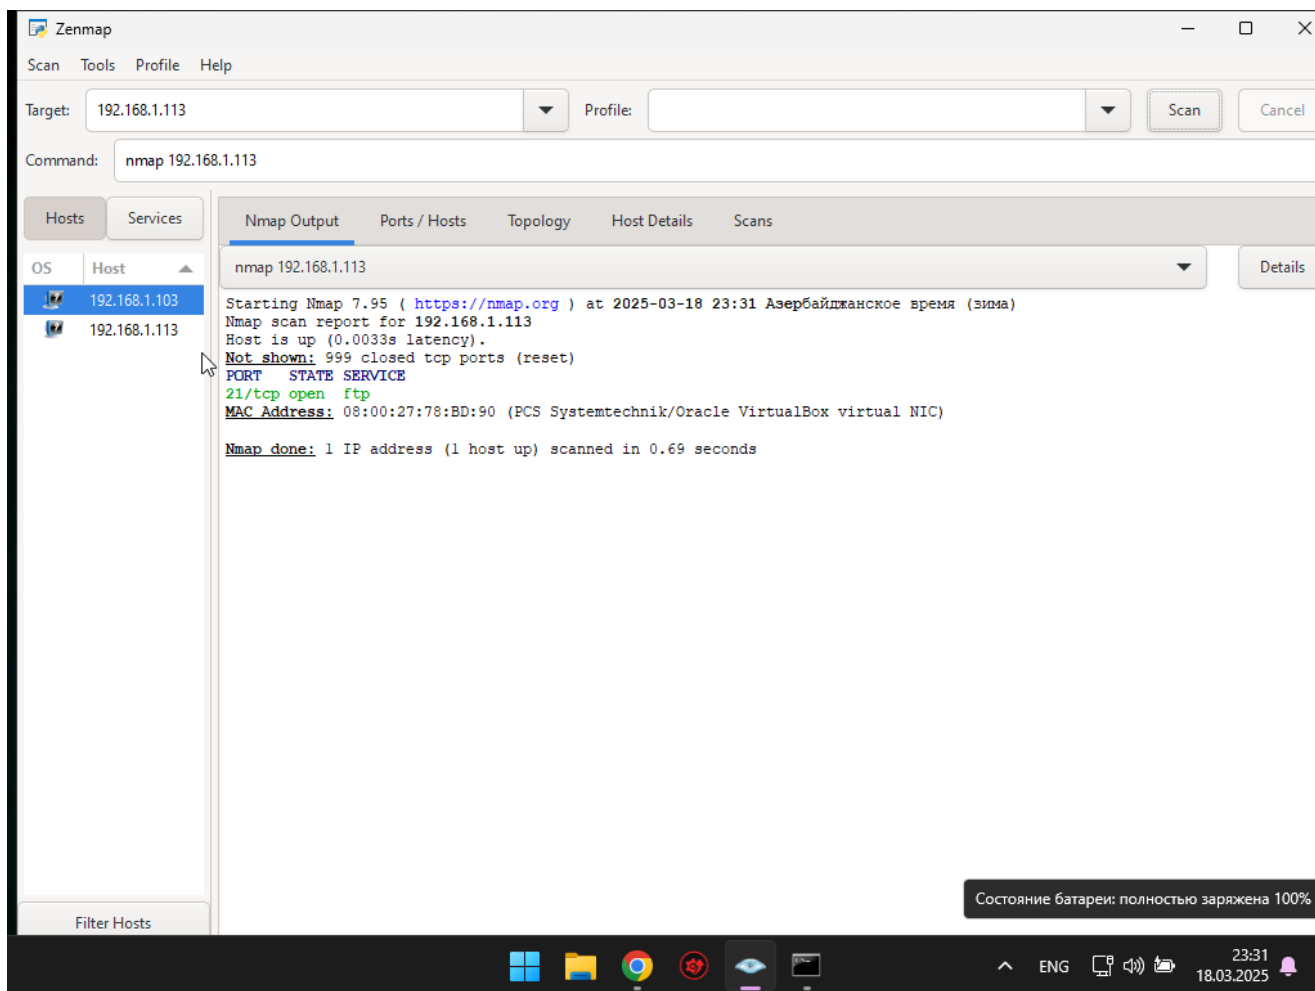 Zenmap
Scan Tools Profile Help
Target: 192.168.1.113 Profile: Scan Cancel
Command: nmap 192.168.1.113
Hosts Services
OS Host
192.168.1.103
192.168.1.113
Filter Hosts
Nmap Output Ports / Hosts Topology Host Details Scans
nmap 192.168.1.113 Details
Starting Nmap 7.95 ( https://nmap.org ) at 2025-03-18 23:31 Азербайджанское время (зима)
Nmap scan report for 192.168.1.113
Host is up (0.0033s latency).
Not shown: 999 closed tcp ports (reset)
PORT STATE SERVICE
21/tcp open ftp
MAC Address: 08:00:27:78:BD:90 (PCS Systemtechnik/Oracle VirtualBox virtual NIC)
Nmap done: 1 IP address (1 host up) scanned in 0.69 seconds
Состояние батареи: полностью заряжена 100%
ENG 23:31
18.03.2025